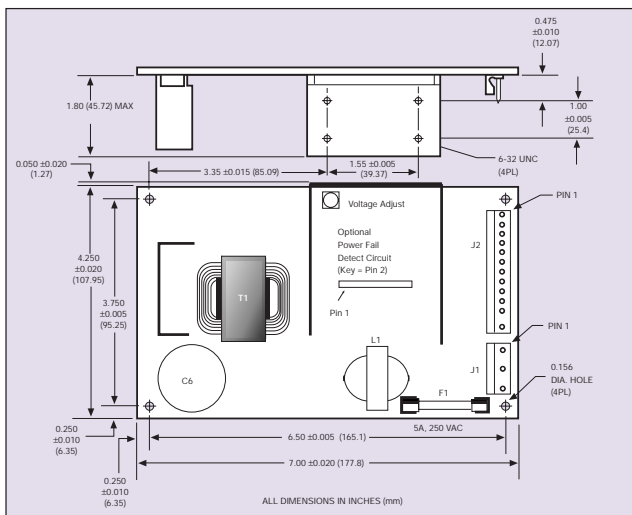 0.475
±0.010
(12.07)
1.80 (45.72) MAX
1.00
±0.005
(25.4)
0.050 ±0.020
(1.27)
3.35 ±0.015 (85.09)
1.55 ±0.005
(39.37)
6-32 UNC
(4PL)
PIN 1
Voltage Adjust
J2
Optional
Power Fail
Detect Circuit
(Key = Pin 2)
4.250
±0.020
(107.95)
3.750
±0.005
(95.25)
T1
Pin 1
PIN 1
L1
J1
C6
F1
0.156
DIA. HOLE
(4PL)
5A, 250 VAC
0.250
±0.010
(6.35)
6.50 ±0.005 (165.1)
7.00 ±0.020 (177.8)
0.250
±0.010
(6.35)
ALL DIMENSIONS IN INCHES (mm)